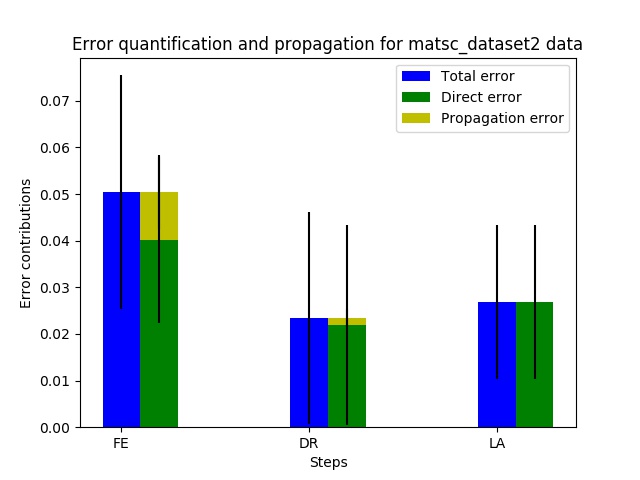 Error quantification and propagation for matsc_dataset2 data
Total error
Direct error
Propagation error
0.07
0.06
0.05
0.04
0.03
0.02
0.01
0.00
Error contributions
FE
DR
LA
Steps